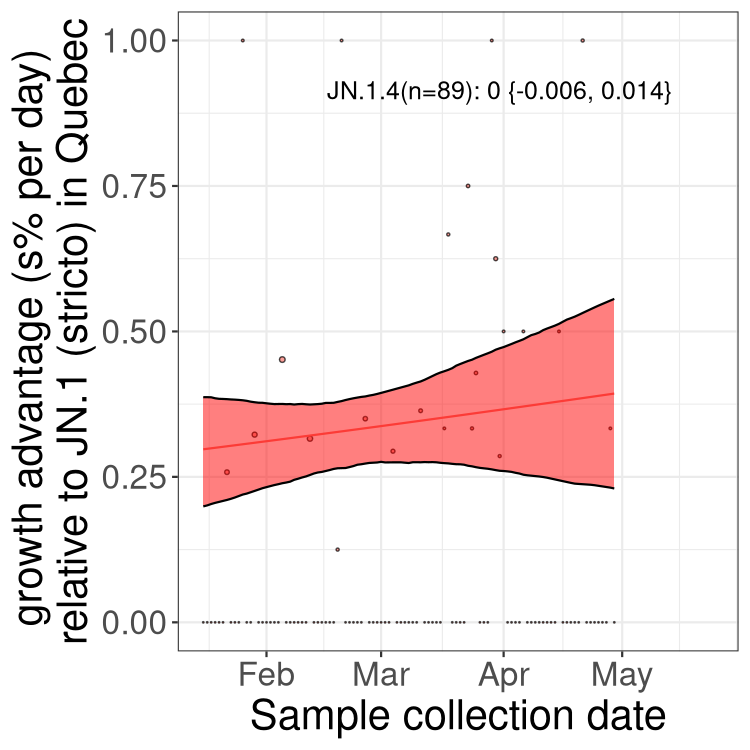 growth advantage (s% per day)
relative to JN.1 (stricto) in Quebec
1.00
0.75
0.50
0.25
0.00
JN.1.4(n=89): 0 {-0.006, 0.014}
Feb
Mar
Apr
May
Sample collection date